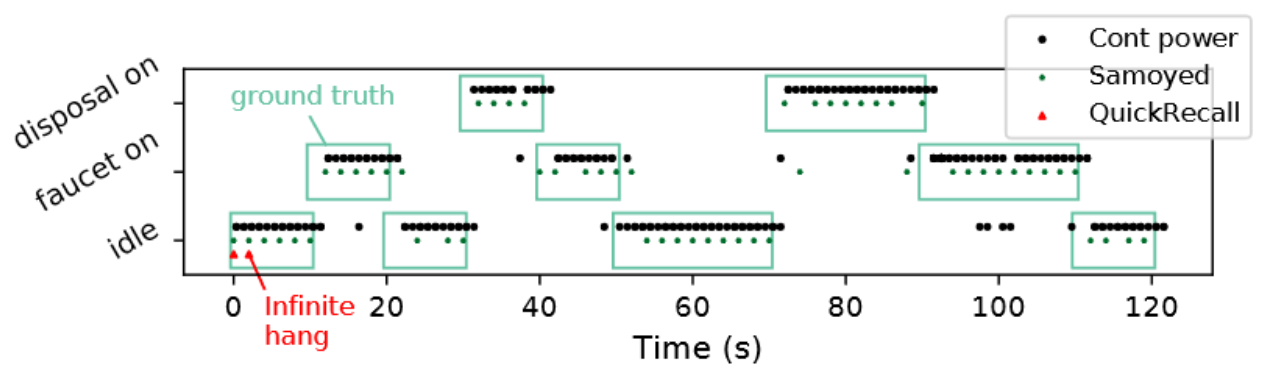 Cont power
Samoyed
QuickRecall
disposal on
faucet on
idle
ground truth
Infinite
hang
0 20 40 60 80 100 120
Time (s)